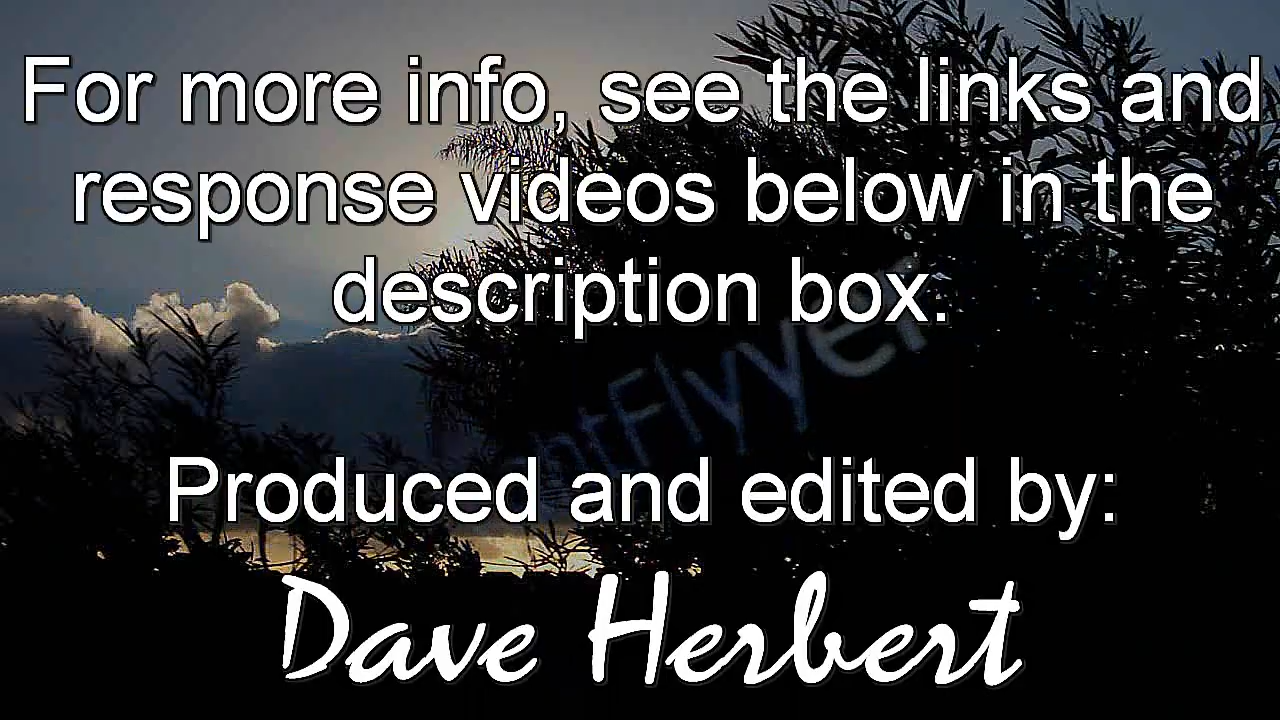 For more info, see the links and
response videos below in the
description box.
Produced and edited by:
Dave Herbert